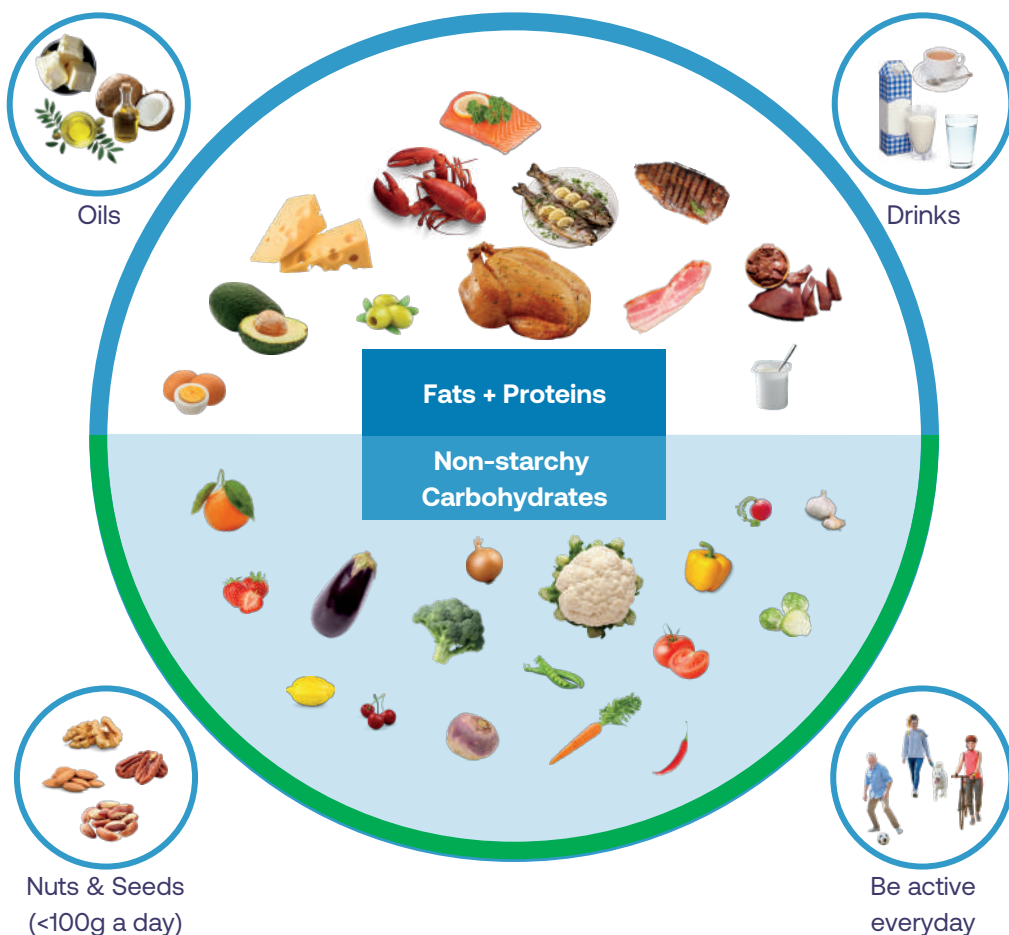 Oils
Drinks
Fats + Proteins
Non-starchy
Carbohydrates
Nuts & Seeds
(<100g a day)
Be active
everyday